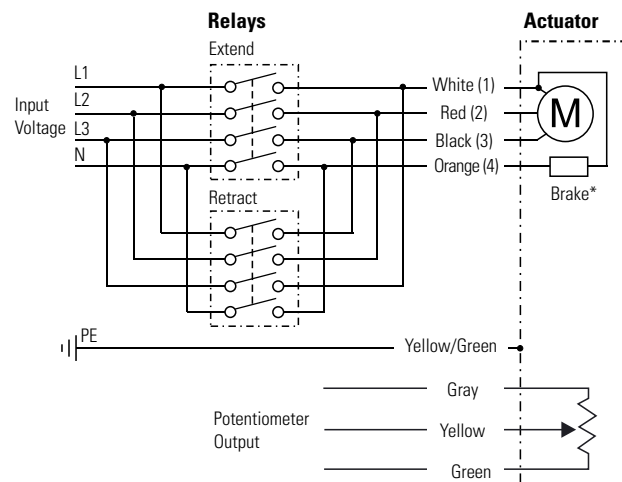 Relays
Actuator
Extend
L1
White (1)
Input
Voltage
L2
Red (2)
M
L3
Black (3)
N
Orange (4)
Brake*
Retract
PE
Yellow/Green
Gray
Potentiometer
Output
Yellow
Green